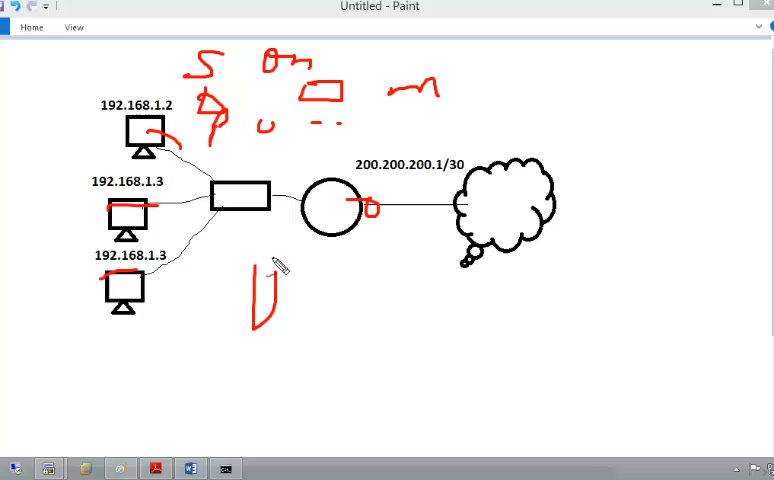 Untitled - Paint
Home View
192.168.1.2
192.168.1.3
200.200.200.1/30
192.168.1.3